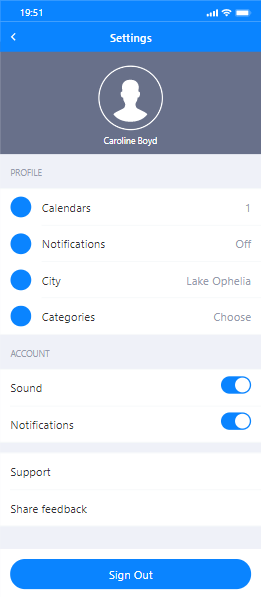 19:51
Settings
Caroline Boyd
PROFILE
Calendars 1
Notifications Off
City Lake Ophelia
Categories Choose
ACCOUNT
Sound
Notifications
Support
Share feedback
Sign Out